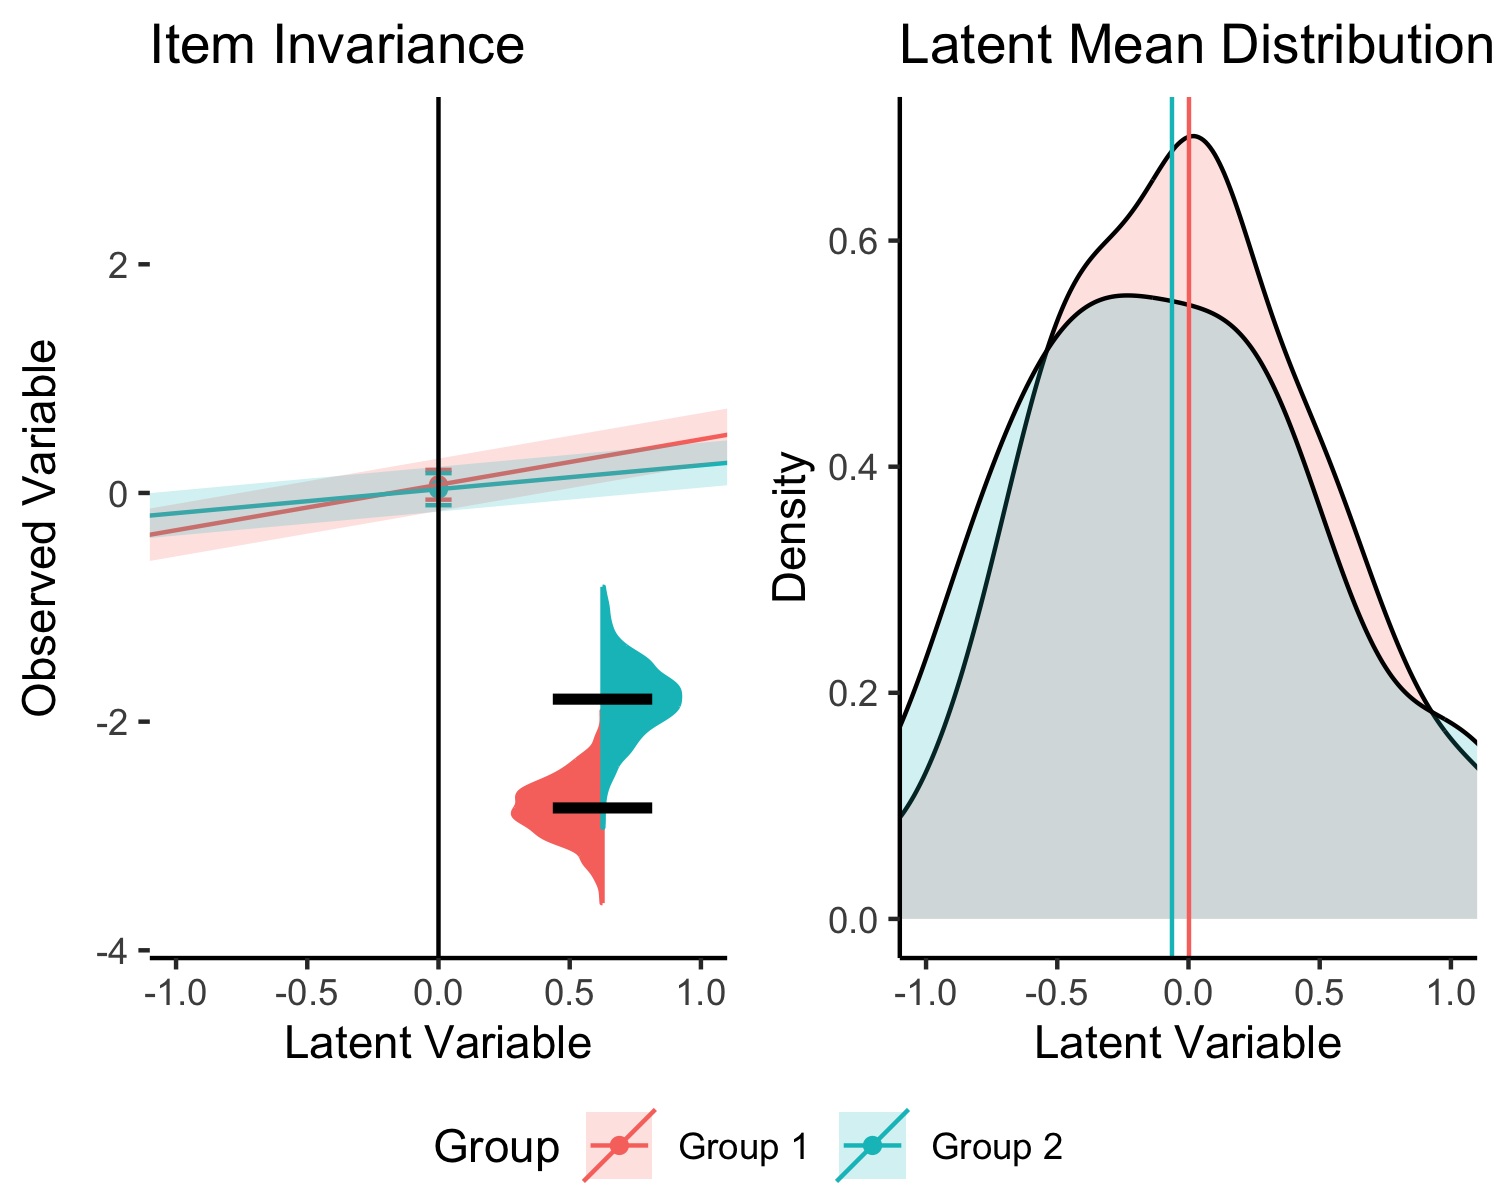 Item Invariance
Observed Variable
2
0
-2
-4
-1.0 -0.5 0.0 0.5 1.0
Latent Variable
Latent Mean Distribution
Density
0.6
0.4
0.2
0.0
-1.0 -0.5 0.0 0.5 1.0
Latent Variable
Group Group 1 Group 2